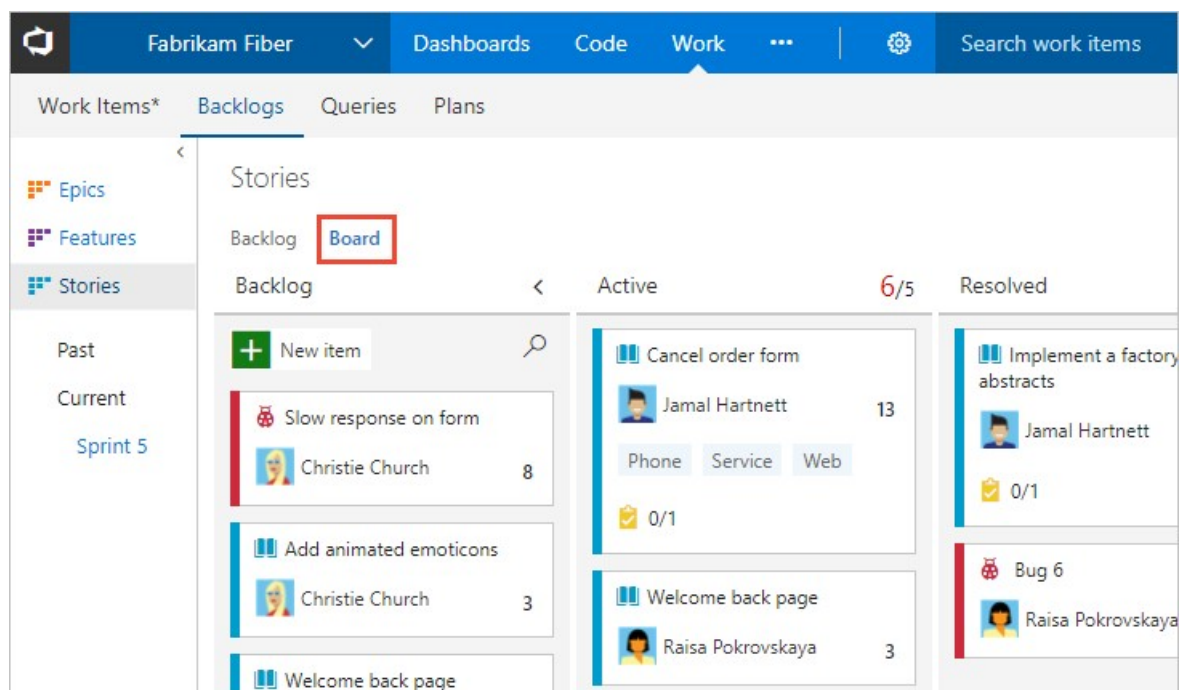 Fabrikam Fiber Dashboards Code Work ••• Search work items
Work Items* Backlogs Queries Plans
Epics
Features
Stories
Past
Current
Sprint 5
Stories
Backlog Board
Backlog
New item
Slow response on form
Christie Church 8
Add animated emoticons
Christie Church 3
Welcome back page
Active 6/5
Cancel order form
Jamal Hartnett 13
Phone Service Web
0/1
Welcome back page
Raisa Pokrovskaya 3
Resolved
Implement a factory
abstracts
Jamal Hartnett
0/1
Bug 6
Raisa Pokrovskaya